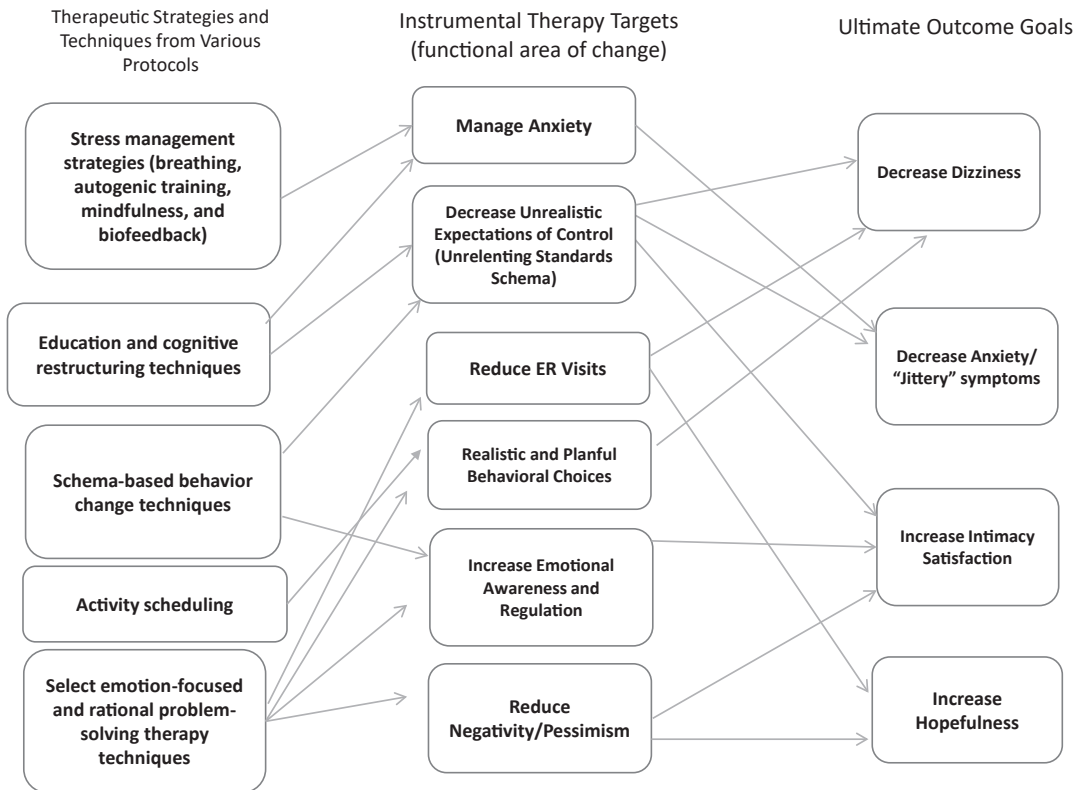 Therapeutic Strategies and
Techniques from Various
Protocols
Instrumental Therapy Targets
(functional area of change)
Ultimate Outcome Goals
Stress management
strategies (breathing,
autogenic training,
mindfulness, and
biofeedback)
Education and cognitive
restructuring techniques
Schema-based behavior
change techniques
Activity scheduling
Select emotion-focused
and rational problem-
solving therapy
techniques
Manage Anxiety
Decrease Unrealistic
Expectations of Control
(Unrelenting Standards
Schema)
Reduce ER Visits
Realistic and Planful
Behavioral Choices
Increase Emotional
Awareness and
Regulation
Reduce
Negativity/Pessimism
Decrease Dizziness
Decrease Anxiety/
“Jittery” symptoms
Increase Intimacy
Satisfaction
Increase
Hopefulness